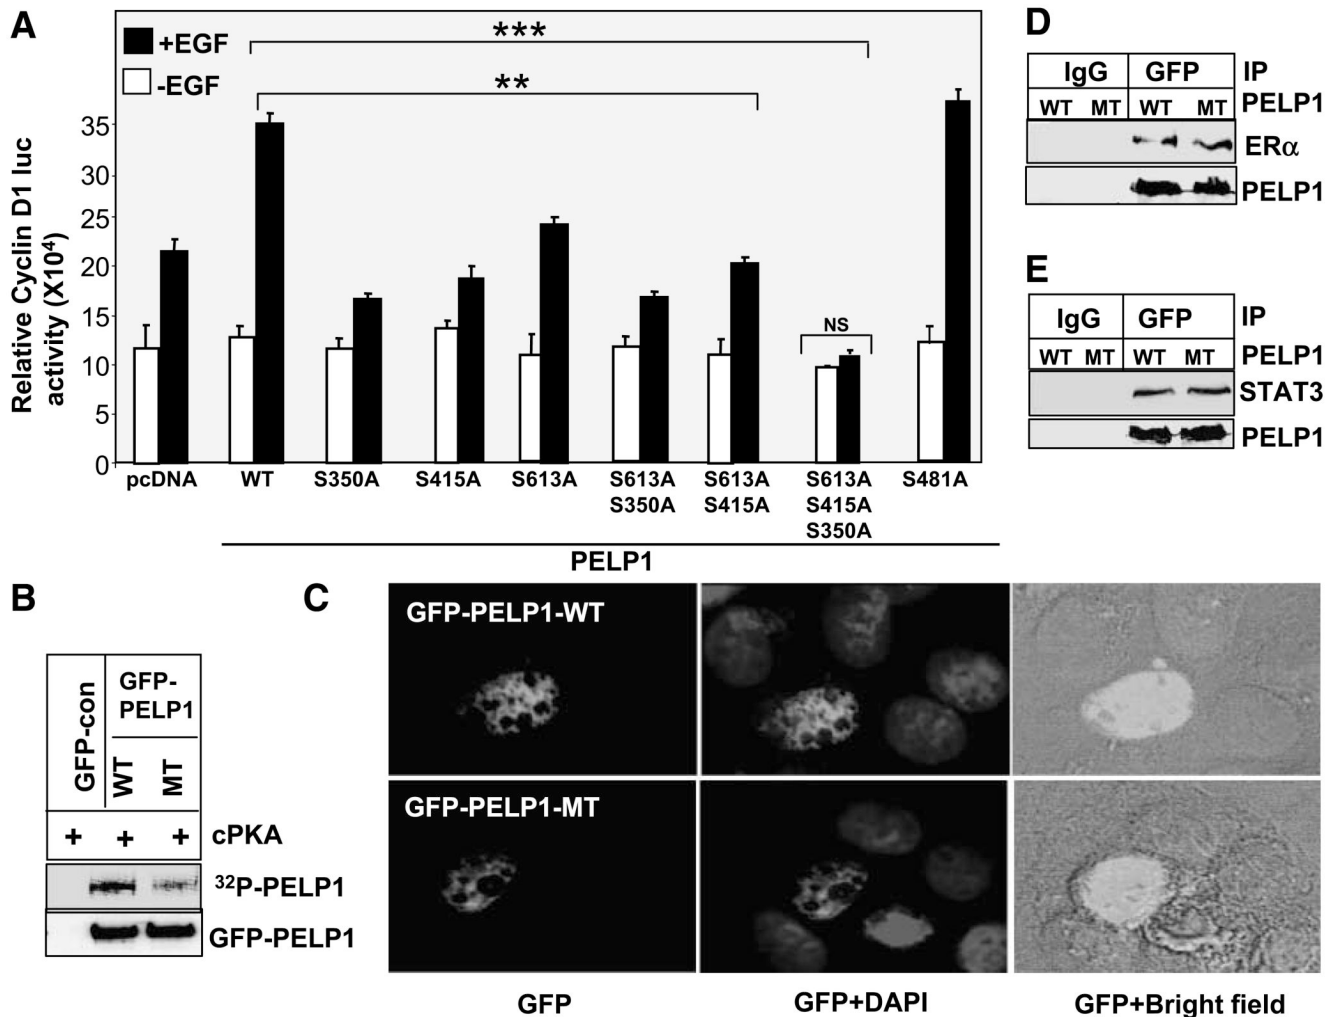 A
+EGF
-EGF
***
**
Relative Cyclin D1 luc
activity (X10⁴)
35
30
25
20
15
10
5
0
NS
pcDNA WT S350A S415A S613A S613A S613A S613A S481A
S350A S415A S415A
S350A
PELP1
B
GFP-con
GFP-
PELP1
WT MT
+ + + cPKA
³²P-PELP1
GFP-PELP1
C
GFP-PELP1-WT
GFP-PELP1-MT
GFP GFP+DAPI GFP+Bright field
D
IgG GFP IP
WT MT WT MT PELP1
ERα
PELP1
E
IgG GFP IP
WT MT WT MT PELP1
STAT3
PELP1